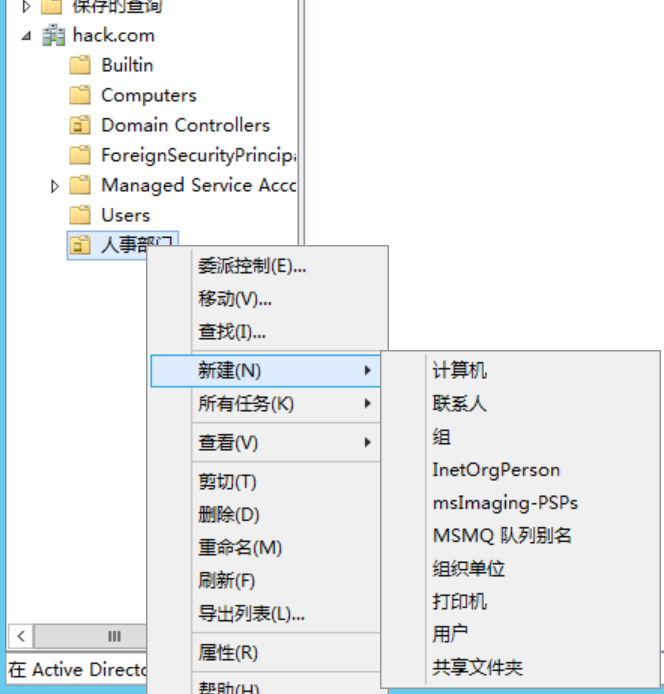 保存的查询
hack.com
Builtin
Computers
Domain Controllers
ForeignSecurityPrincipa
Managed Service Acco
Users
人事部门
委派控制(E)...
移动(V)...
查找(I)...
新建(N)
所有任务(K)
查看(V)
剪切(T)
删除(D)
重命名(M)
刷新(F)
导出列表(L)...
属性(R)
帮助(H)
计算机
联系人
组
InetOrgPerson
msImaging-PSPs
MSMQ 队列别名
组织单位
打印机
用户
共享文件夹
在 Active Directo